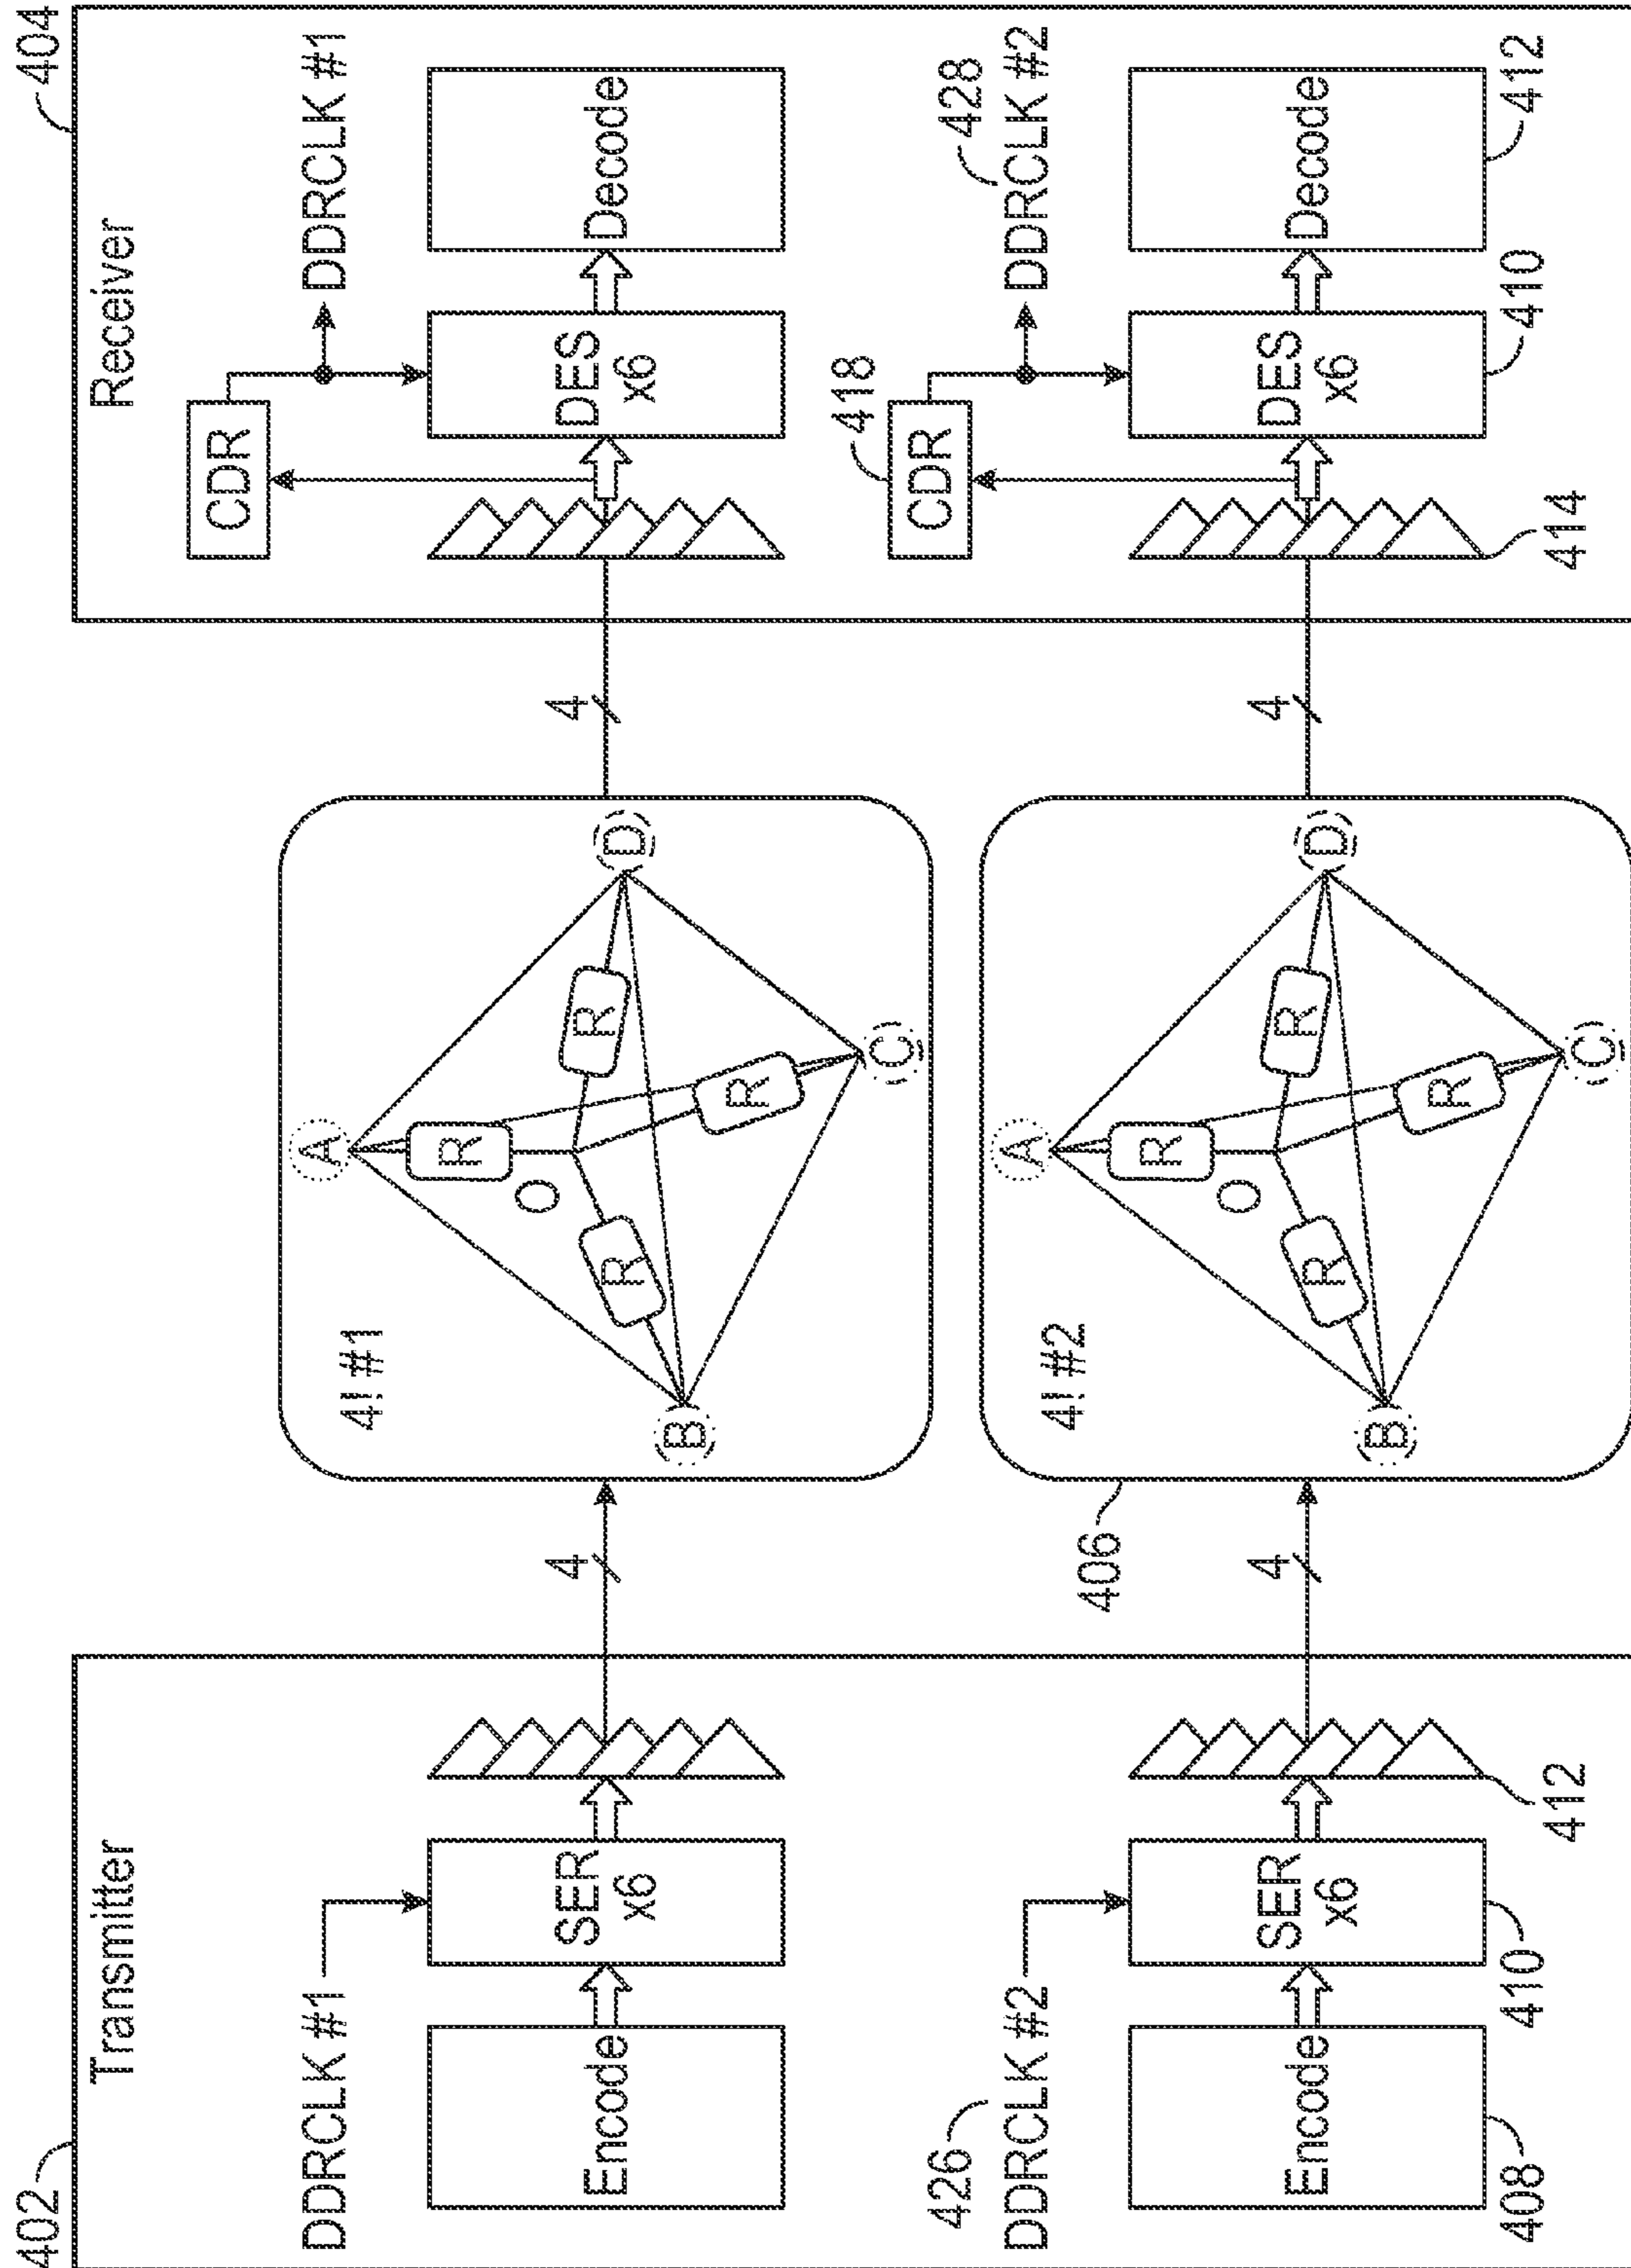 402
Transmitter
DDRCLK #1
Encode
SER
x6
4
4! #1
A
B
C
D
O
R
R
R
R
4
404
Receiver
CDR
DDRCLK #1
DES
x6
Decode
426
DDRCLK #2
Encode
408
SER
x6
410
412
4
406
4! #2
A
B
C
D
O
R
R
R
R
4
418
CDR
428
DDRCLK #2
414
DES
x6
410
Decode
412